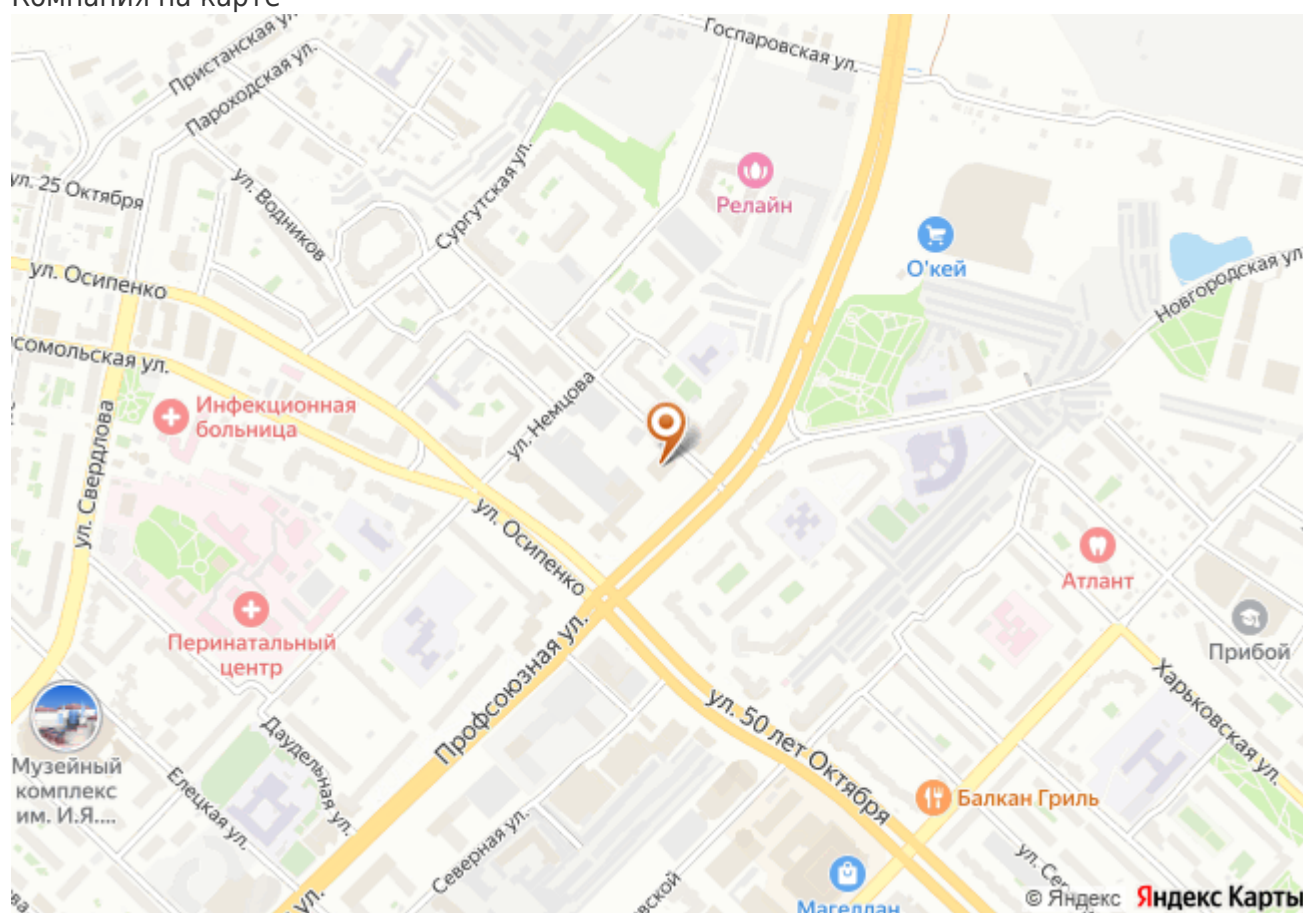 Компания на карте
Пристанская ул.
Пароходская ул.
Госпаровская ул.
ул. 25 Октября
ул. Водников
Сургутская ул.
Релайн
О'кей
Новгородская ул
ул. Осипенко
сомольская ул.
Инфекционная
больница
ул. Немцова
ул. Свердлова
ул. Осипенко
Атлант
Перинатальный
центр
Профсоюзная ул.
Прибой
ул. 50 лет Октября
Харьковская ул.
Музейный
комплекс
им. И.Я....
Даудельная ул.
Елецкая ул.
Балкан Гриль
Северная ул.
ул. Се
Магеллан
вской
ул.
© Яндекс Яндекс Карты